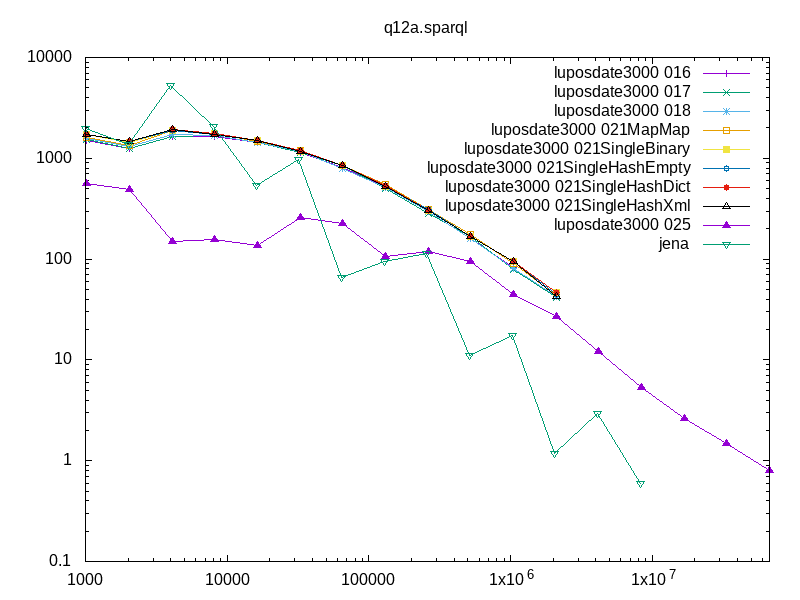 q12a.sparql
10000
1000
100
10
1
0.1
1000
10000
100000
1x10^6
1x10^7
luposdate3000 016
luposdate3000 017
luposdate3000 018
luposdate3000 021MapMap
luposdate3000 021SingleBinary
luposdate3000 021SingleHashEmpty
luposdate3000 021SingleHashDict
luposdate3000 021SingleHashXml
luposdate3000 025
jena